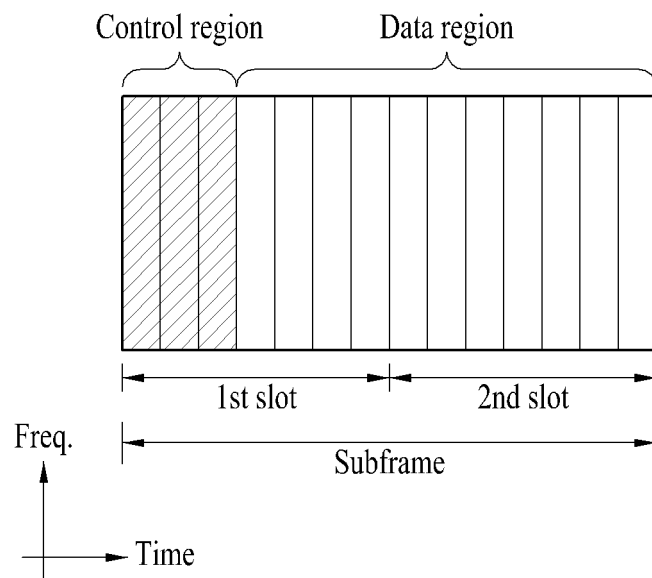 Control region
Data region
1st slot
2nd slot
Subframe
Freq.
Time